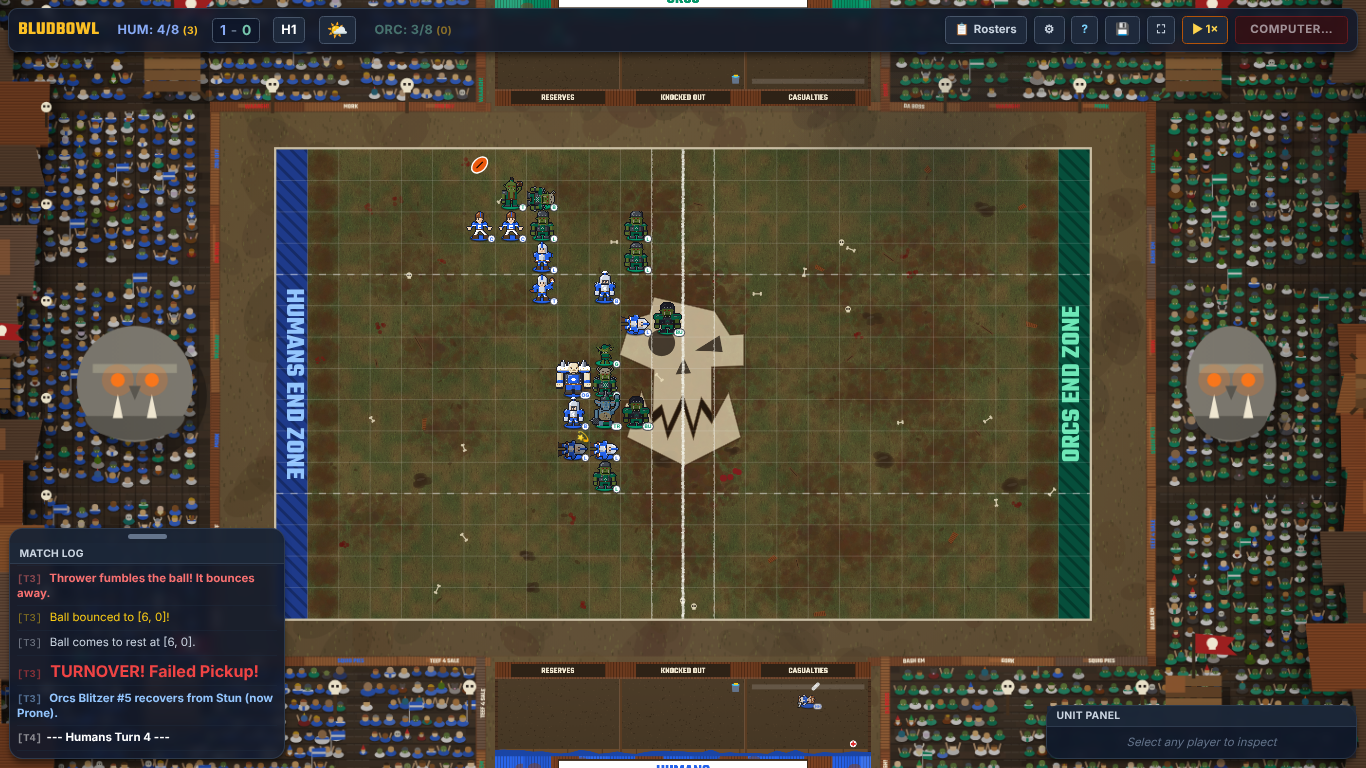 ORCS
BLUDBOWL
HUM: 4/8 (3)
1 - 0
H1
ORC: 3/8 (0)
Rosters
?
1×
COMPUTER...
RESERVES
KNOCKED OUT
CASUALTIES
HUMANS END ZONE
ORCS END ZONE
MATCH LOG
[T3] Thrower fumbles the ball! It bounces
away.
[T3] Ball bounced to [6, 0]!
[T3] Ball comes to rest at [6, 0].
[T3] TURNOVER! Failed Pickup!
[T3] Orcs Blitzer #5 recovers from Stun (now
Prone).
[T4] --- Humans Turn 4 ---
RESERVES
KNOCKED OUT
CASUALTIES
HUMANS
UNIT PANEL
Select any player to inspect